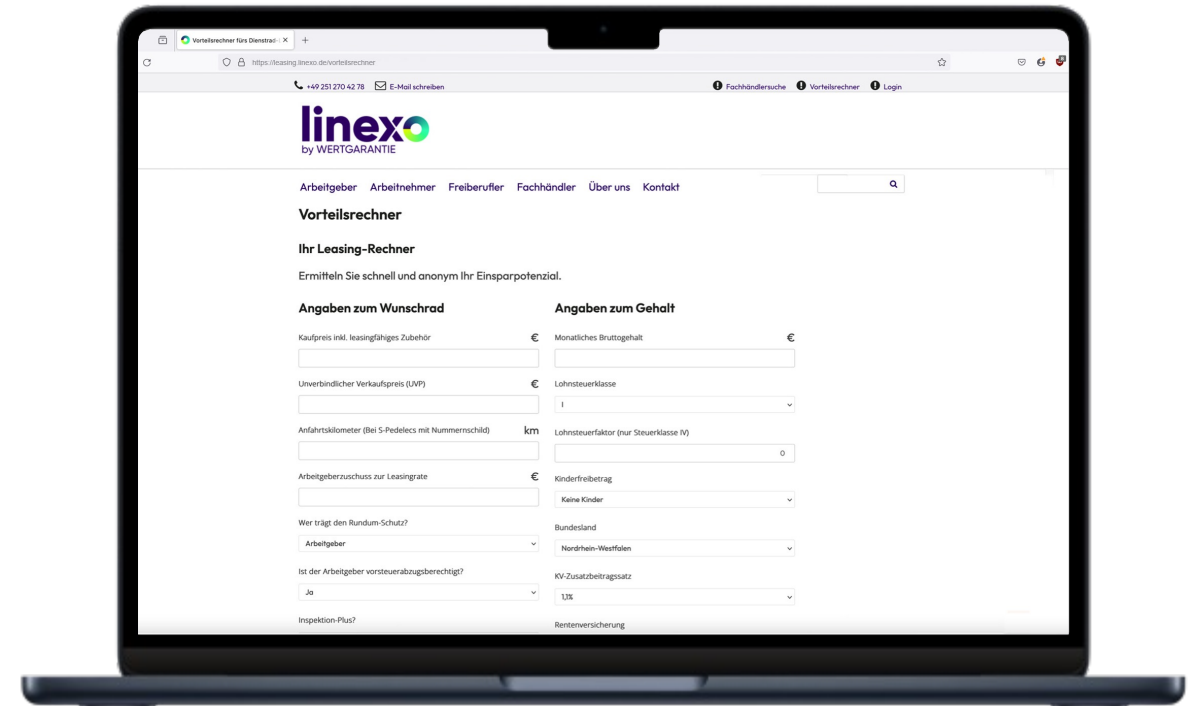 Vorteilsrechner fürs Dienstrad-
https://leasing.linexo.de/vorteilsrechner
+49 251 270 42 78 E-Mail schreiben Fachhändlersuche Vorteilsrechner Login
linexo
by WERTGARANTIE
Arbeitgeber Arbeitnehmer Freiberufler Fachhändler Über uns Kontakt
Vorteilsrechner
Ihr Leasing-Rechner
Ermitteln Sie schnell und anonym Ihr Einsparpotenzial.
Angaben zum Wunschrad
Kaufpreis inkl. leasingfähiges Zubehör €
Unverbindlicher Verkaufspreis (UVP) €
Anfahrtskilometer (Bei S-Pedelecs mit Nummernschild) km
Arbeitgeberzuschuss zur Leasingrate €
Wer trägt den Rundum-Schutz?
Arbeitgeber
Ist der Arbeitgeber vorsteuerabzugsberechtigt?
Ja
Inspektion-Plus?
Angaben zum Gehalt
Monatliches Bruttogehalt €
Lohnsteuerklasse
I
Lohnsteuerfaktor (nur Steuerklasse IV)
0
Kinderfreibetrag
Keine Kinder
Bundesland
Nordrhein-Westfalen
KV-Zusatzbeitragssatz
1,1%
Rentenversicherung